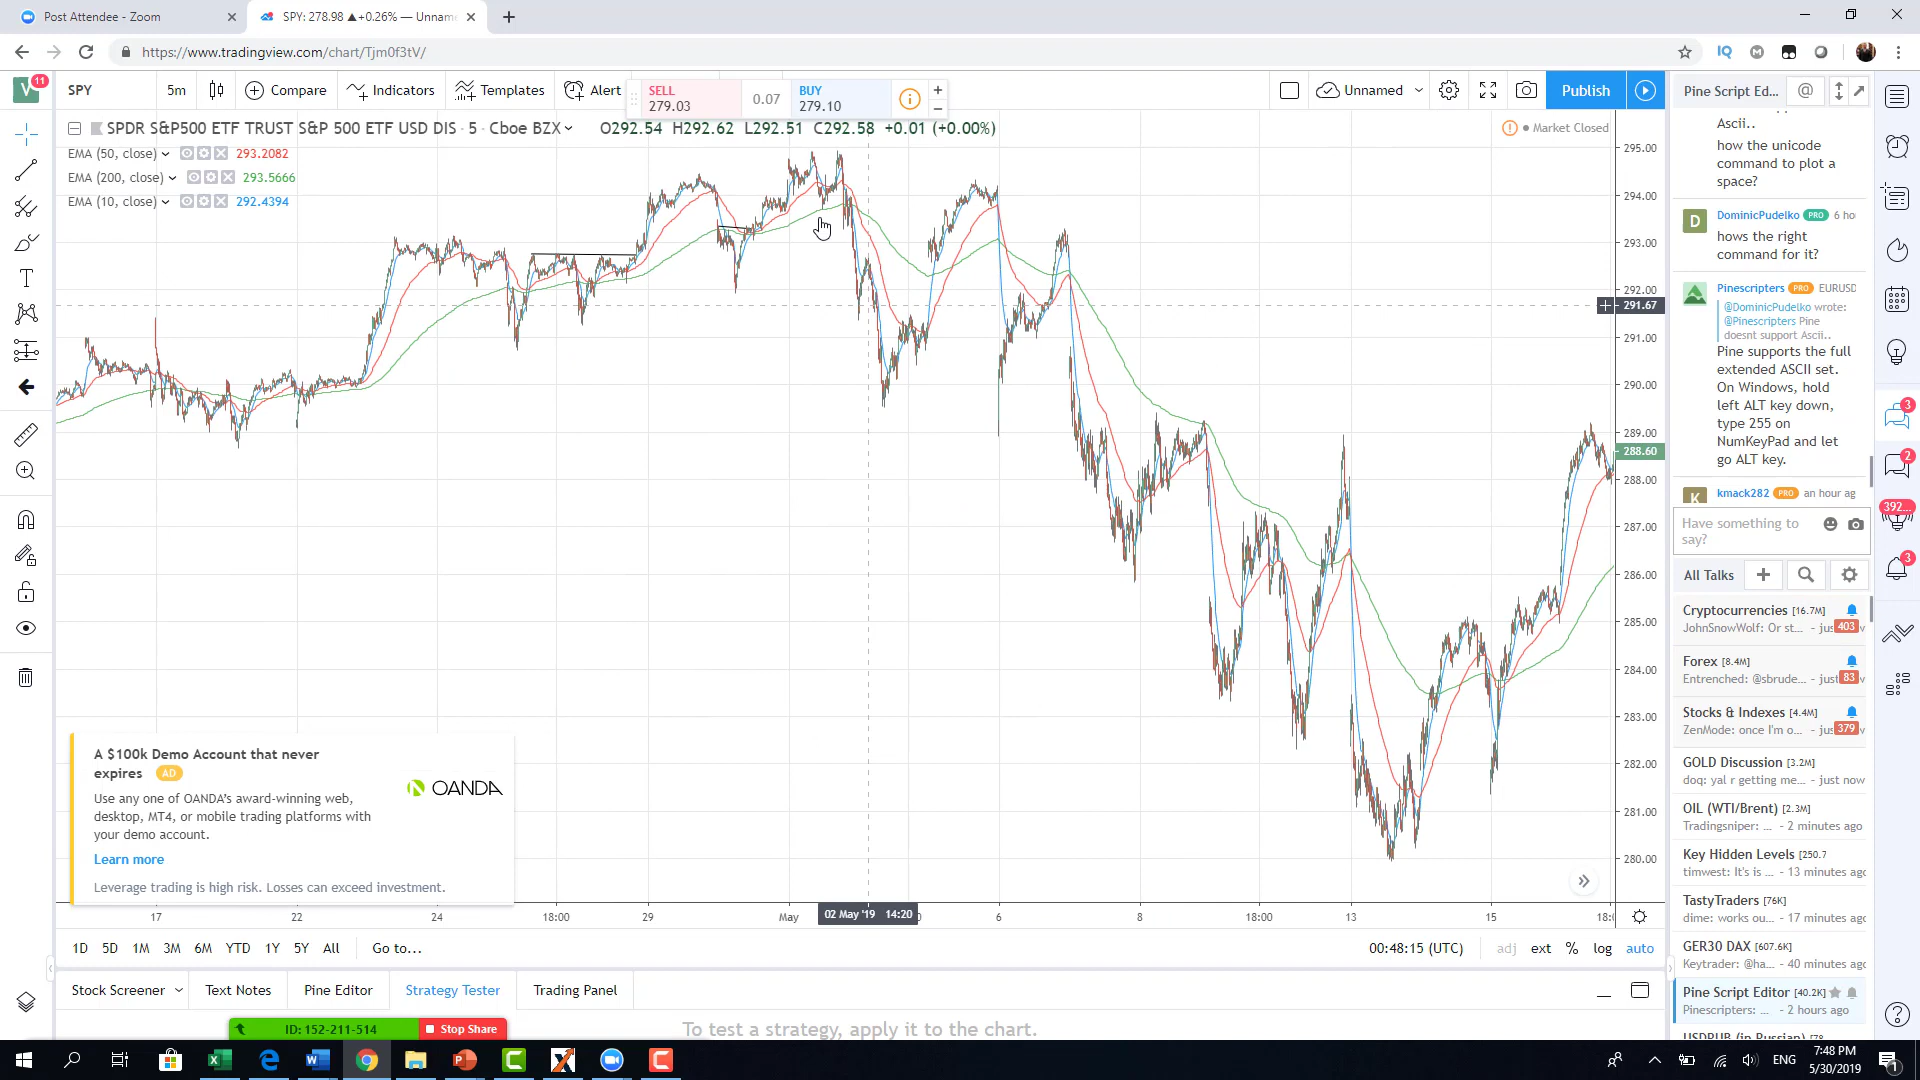 Post Attendee - Zoom
SPY: 278.98 ▲+0.26% — Unnam
https://www.tradingview.com/chart/Tjm0f3tV/
V
11
SPY
5m
Compare
Indicators
Templates
Alert
SELL
279.03
0.07
BUY
279.10
Unnamed
Publish
SPDR S&P500 ETF TRUST S&P 500 ETF USD DIS · 5 · Cboe BZX
O292.54 H292.62 L292.51 C292.58 +0.01 (+0.00%)
Market Closed
EMA (50, close)
293.2082
EMA (200, close)
293.5666
EMA (10, close)
292.4394
295.00
294.00
293.00
292.00
291.67
291.00
290.00
289.00
288.60
288.00
287.00
286.00
285.00
284.00
283.00
282.00
281.00
280.00
A $100k Demo Account that never
expires AD
Use any one of OANDA's award-winning web,
desktop, MT4, or mobile trading platforms with
your demo account.
Learn more
Leverage trading is high risk. Losses can exceed investment.
OANDA
17
22
24
18:00
29
May
02 May '19 14:20
6
8
18:00
13
15
18:0
1D 5D 1M 3M 6M YTD 1Y 5Y All
Go to...
00:48:15 (UTC)
adj ext % log auto
Stock Screener
Text Notes
Pine Editor
Strategy Tester
Trading Panel
To test a strategy, apply it to the chart.
ID: 152-211-514
Stop Share
Pine Script Ed...
Ascii..
how the unicode
command to plot a
space?
D
DominicPudelko PRO 6 ho
hows the right
command for it?
Pinescripters PRO EURUSD
@DominicPudelko wrote:
@Pinescripters Pine
doesnt support Ascii..
Pine supports the full
extended ASCII set.
On Windows, hold
left ALT key down,
type 255 on
NumKeyPad and let
go ALT key.
K
kmack282 PRO an hour ag
Have something to
say?
All Talks
Cryptocurrencies [16.7M]
JohnSnowWolf: Or st... - jus
403
Forex [8.4M]
Entrenched: @sbrude... - just
83
Stocks & Indexes [4.4M]
ZenMode: once I'm o... - jus
379
GOLD Discussion [3.2M]
doq: yal r getting me... - just now
OIL (WTI/Brent) [2.3M]
Tradingsniper: ... - 2 minutes ago
Key Hidden Levels [250.7
timwest: It's is ... - 13 minutes ago
TastyTraders [76K]
dime: works ou... - 17 minutes ago
GER30 DAX [607.6K]
Keytrader: @ha... - 40 minutes ago
Pine Script Editor [40.2K]
Pinescripters: ... - 2 hours ago
3
2
392...
3
ENG
7:48 PM
5/30/2019
1